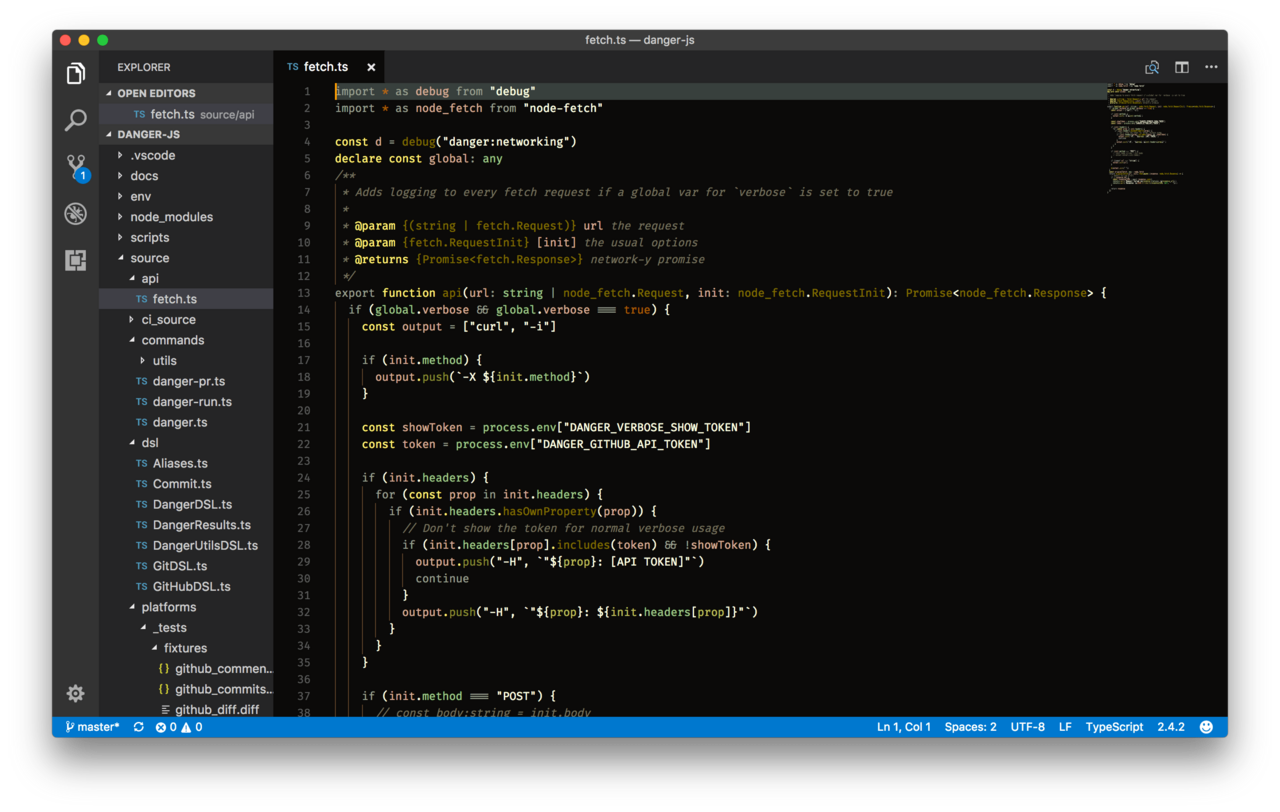 fetch.ts — danger-js
EXPLORER
OPEN EDITORS
TS fetch.ts source/api
DANGER-JS
.vscode
docs
env
node_modules
scripts
source
api
TS fetch.ts
ci_source
commands
utils
TS danger-pr.ts
TS danger-run.ts
TS danger.ts
dsl
TS Aliases.ts
TS Commit.ts
TS DangerDSL.ts
TS DangerResults.ts
TS DangerUtilsDSL.ts
TS GitDSL.ts
TS GitHubDSL.ts
platforms
_tests
fixtures
{} github_commen...
{} github_commits...
github_diff.diff
1
TS fetch.ts ×
1 import * as debug from "debug"
2 import * as node_fetch from "node-fetch"
3
4 const d = debug("danger:networking")
5 declare const global: any
6 /**
7 * Adds logging to every fetch request if a global var for `verbose` is set to true
8 *
9 * @param {(string | fetch.Request)} url the request
10 * @param {fetch.RequestInit} [init] the usual options
11 * @returns {Promise<fetch.Response>} network-y promise
12 */
13 export function api(url: string | node_fetch.Request, init: node_fetch.RequestInit): Promise<node_fetch.Response> {
14 if (global.verbose && global.verbose === true) {
15 const output = ["curl", "-i"]
16
17 if (init.method) {
18 output.push(`-X ${init.method}`)
19 }
20
21 const showToken = process.env["DANGER_VERBOSE_SHOW_TOKEN"]
22 const token = process.env["DANGER_GITHUB_API_TOKEN"]
23
24 if (init.headers) {
25 for (const prop in init.headers) {
26 if (init.headers.hasOwnProperty(prop)) {
27 // Don't show the token for normal verbose usage
28 if (init.headers[prop].includes(token) && !showToken) {
29 output.push("-H", `"${prop}: [API TOKEN]"`)
30 continue
31 }
32 output.push("-H", `"${prop}: ${init.headers[prop]}"`)
33 }
34 }
35 }
36
37 if (init.method === "POST") {
38 // const body:string = init.body
master* 0 0 Ln 1, Col 1 Spaces: 2 UTF-8 LF TypeScript 2.4.2